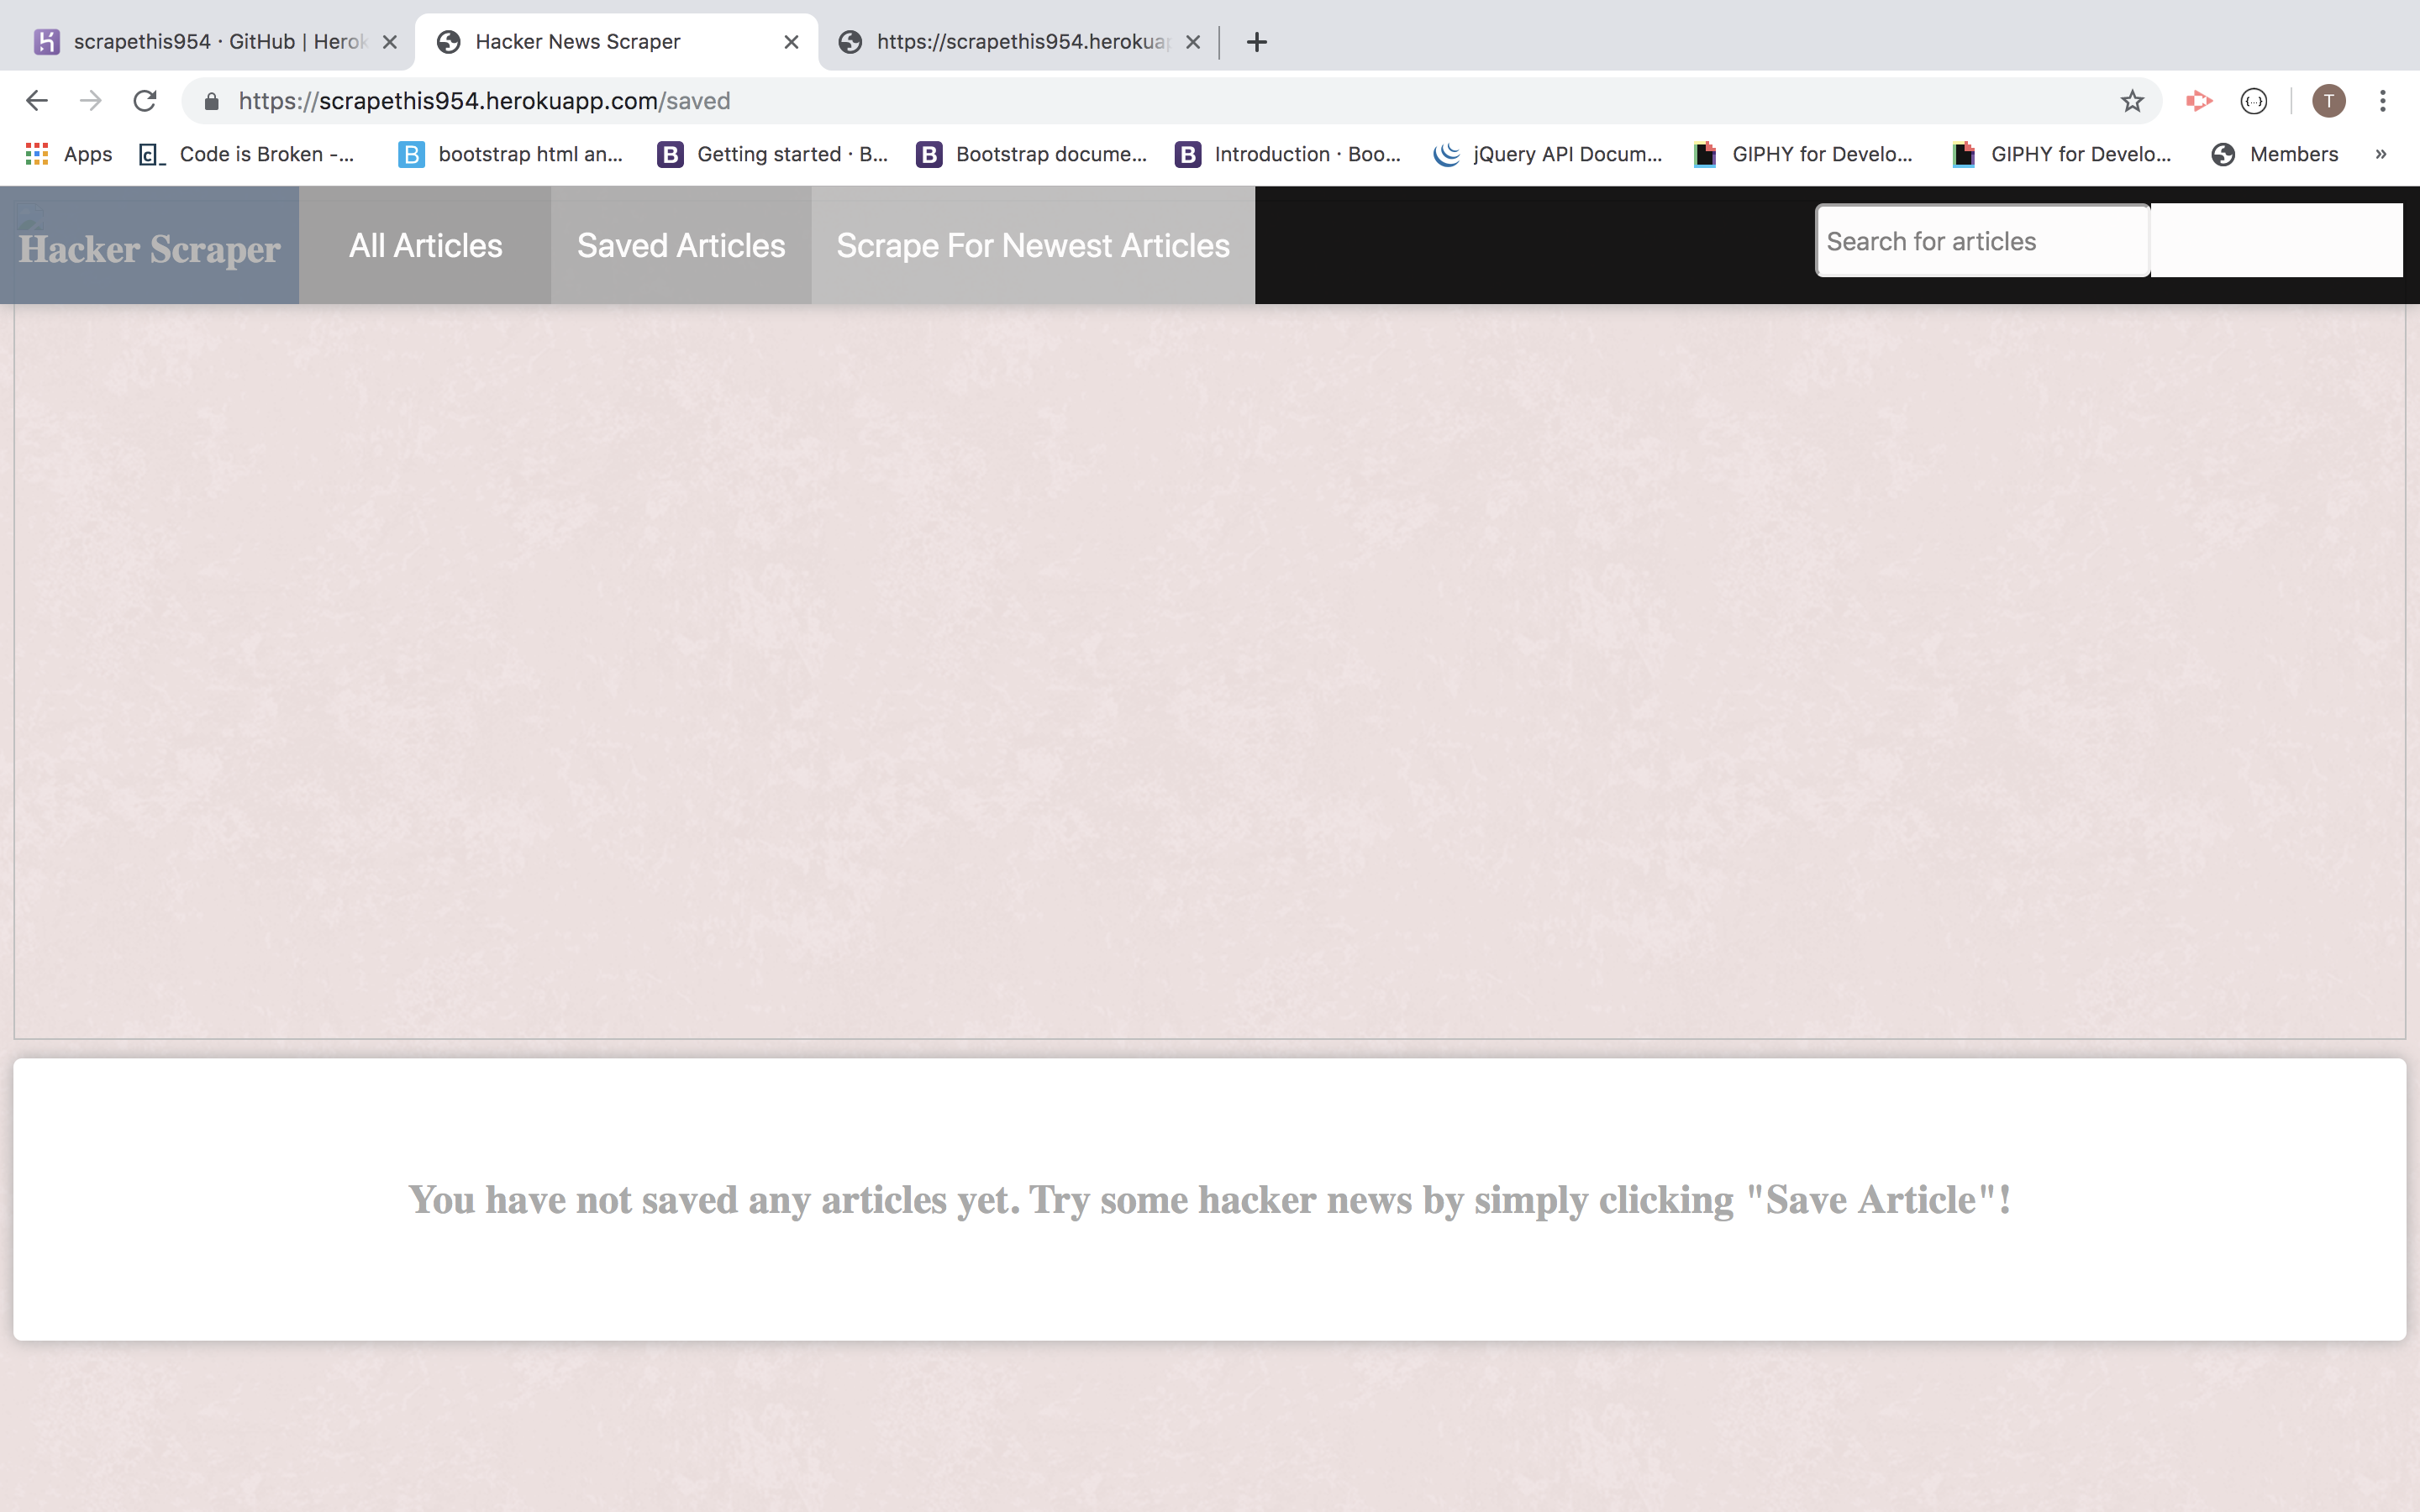 scrapethis954 · GitHub | Herok
Hacker News Scraper
https://scrapethis954.herokuap
https://scrapethis954.herokuapp.com/saved
T
Apps
Code is Broken -...
bootstrap html an...
Getting started · B...
Bootstrap docume...
Introduction · Boo...
jQuery API Docum...
GIPHY for Develo...
GIPHY for Develo...
Members
»
Hacker Scraper
All Articles
Saved Articles
Scrape For Newest Articles
Search for articles
You have not saved any articles yet. Try some hacker news by simply clicking "Save Article"!